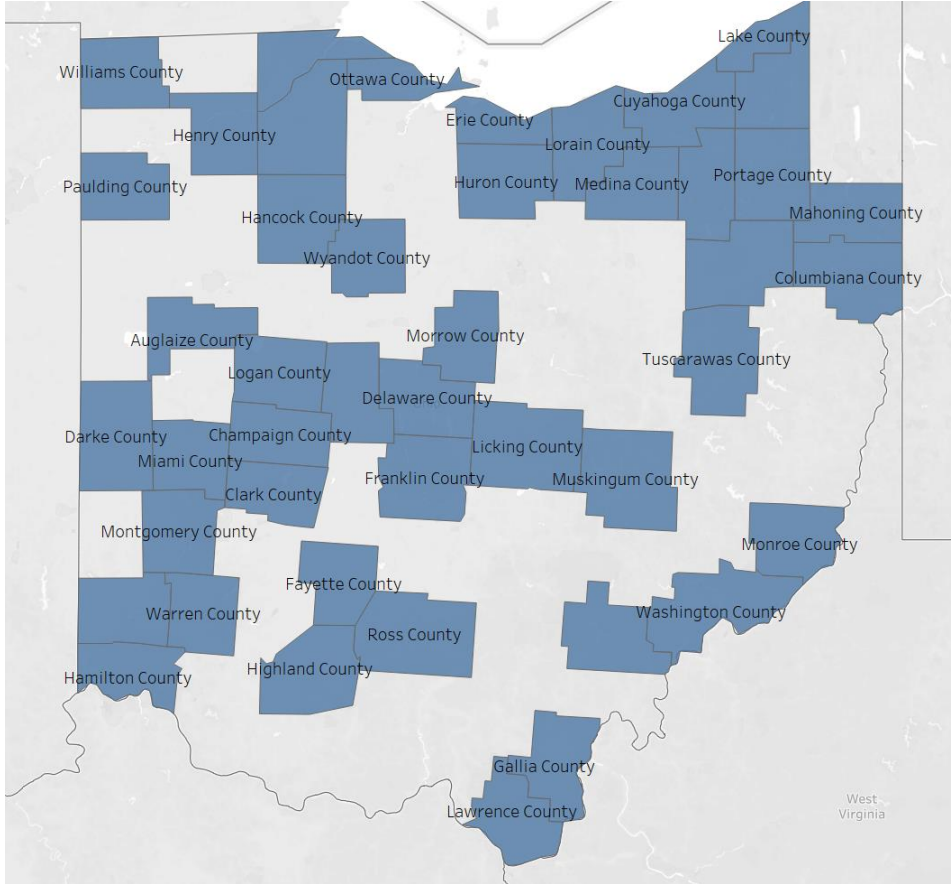 Lake County
Williams County
Ottawa County
Cuyahoga County
Erie County
Henry County
Lorain County
Portage County
Huron County
Medina County
Paulding County
Mahoning County
Hancock County
Wyandot County
Columbiana County
Morrow County
Auglaize County
Tuscarawas County
Logan County
Delaware County
Darke County
Champaign County
Licking County
Miami County
Franklin County
Muskingum County
Clark County
Montgomery County
Monroe County
Fayette County
Washington County
Warren County
Ross County
Highland County
Hamilton County
Gallia County
West
Virginia
Lawrence County